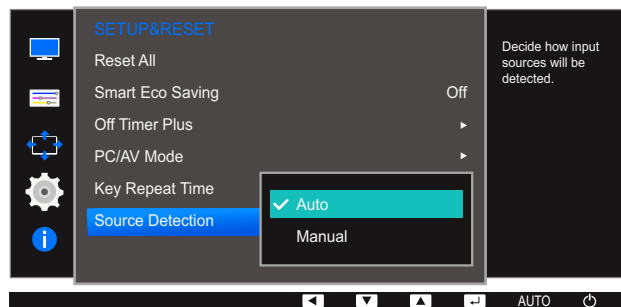 SETUP&RESET
Reset All
Smart Eco Saving Off
Off Timer Plus
PC/AV Mode
Key Repeat Time
Source Detection
Auto
Manual
Decide how input
sources will be
detected.
AUTO